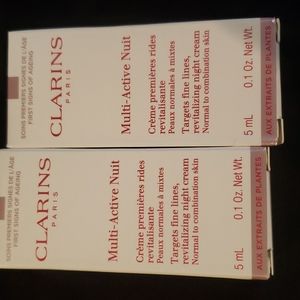 SOINS PREMIERS SIGNES DE L'ÂGE
FIRST SIGNS OF AGEING
CLARINS
PARIS
Multi-Active Nuit
Crème premières rides
revitalisante
Peaux normales à mixtes
Targets fine lines,
revitalizing night cream
Normal to combination skin
5 mL 0.1 Oz. Net Wt.
AUX EXTRAITS DE PLANTES
SOINS PREMIERS SIGNES DE L'ÂGE
FIRST SIGNS OF AGEING
CLARINS
PARIS
Multi-Active Nuit
Crème premières rides
revitalisante
Peaux normales à mixtes
Targets fine lines,
revitalizing night cream
Normal to combination skin
5 mL 0.1 Oz. Net Wt.
AUX EXTRAITS DE PLANTES